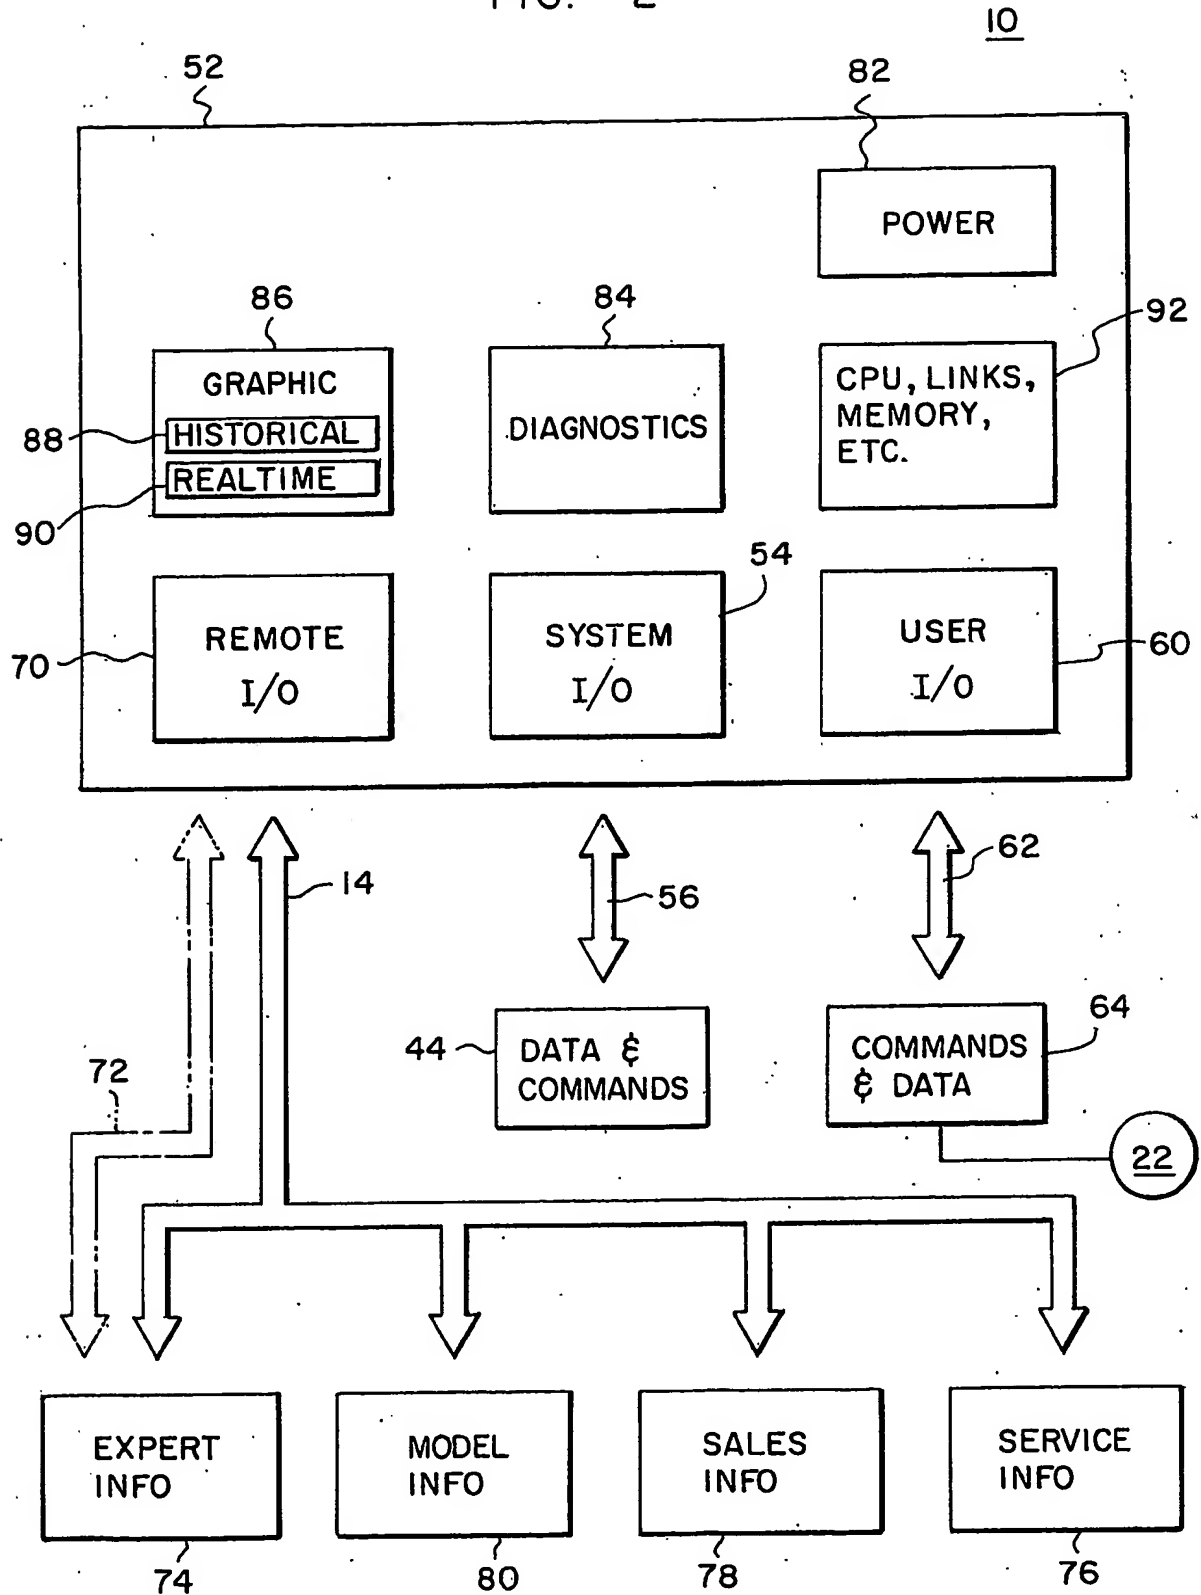 FIG. 2
10
52
82
POWER
86
84
92
GRAPHIC
HISTORICAL
REALTIME
88
90
DIAGNOSTICS
CPU, LINKS,
MEMORY,
ETC.
54
REMOTE
I/O
70
SYSTEM
I/O
USER
I/O
60
14
56
62
72
44
DATA &
COMMANDS
64
COMMANDS
& DATA
22
EXPERT
INFO
MODEL
INFO
SALES
INFO
SERVICE
INFO
74
80
78
76